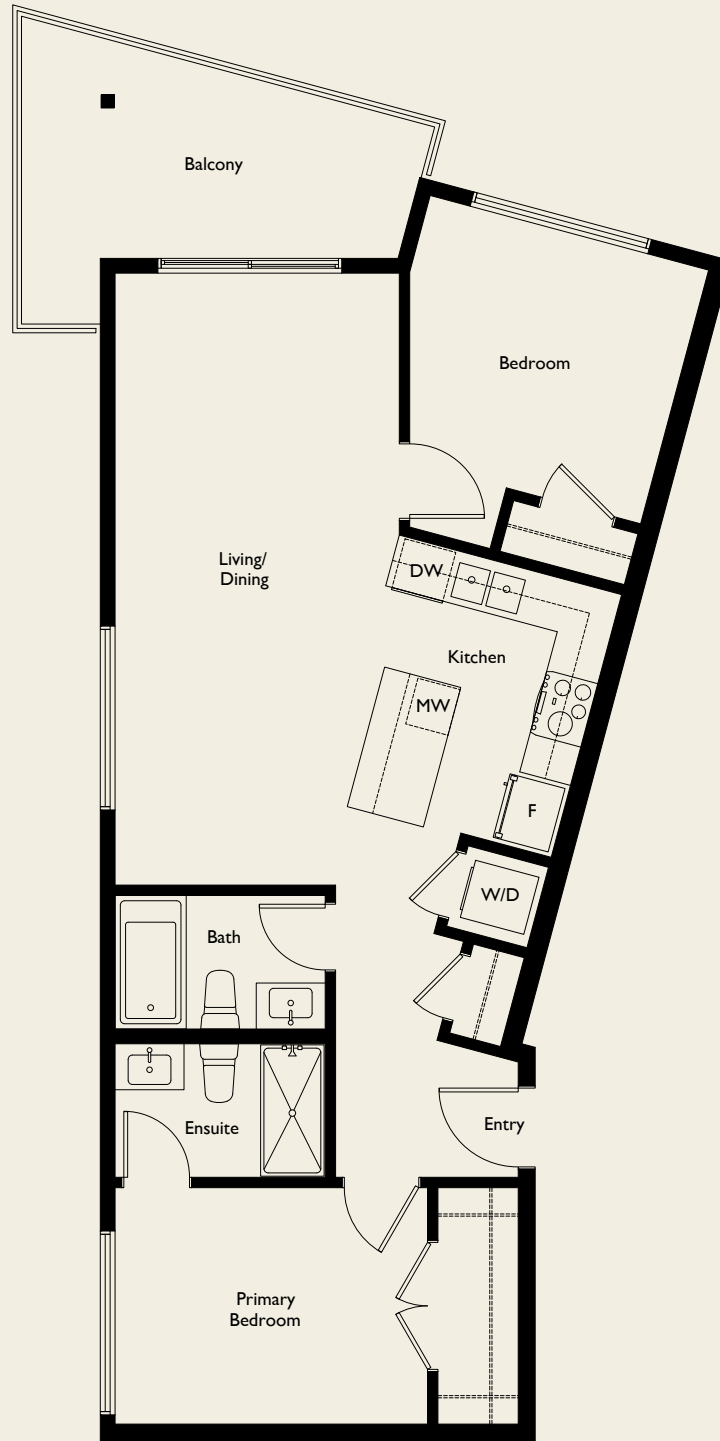 Balcony
Bedroom
Living/
Dining
DW
Kitchen
MW
F
W/D
Bath
Entry
Ensuite
Primary
Bedroom